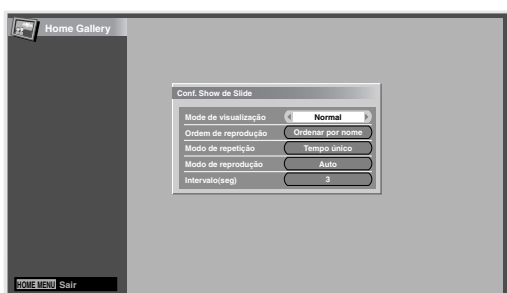 Home Gallery
Conf. Show de Slide
Mode de visualização Normal
Ordem de reprodução Ordenar por nome
Modo de repetição Tempo único
Modo de reprodução Auto
Intervalo(seg) 3
HOME MENU Sair